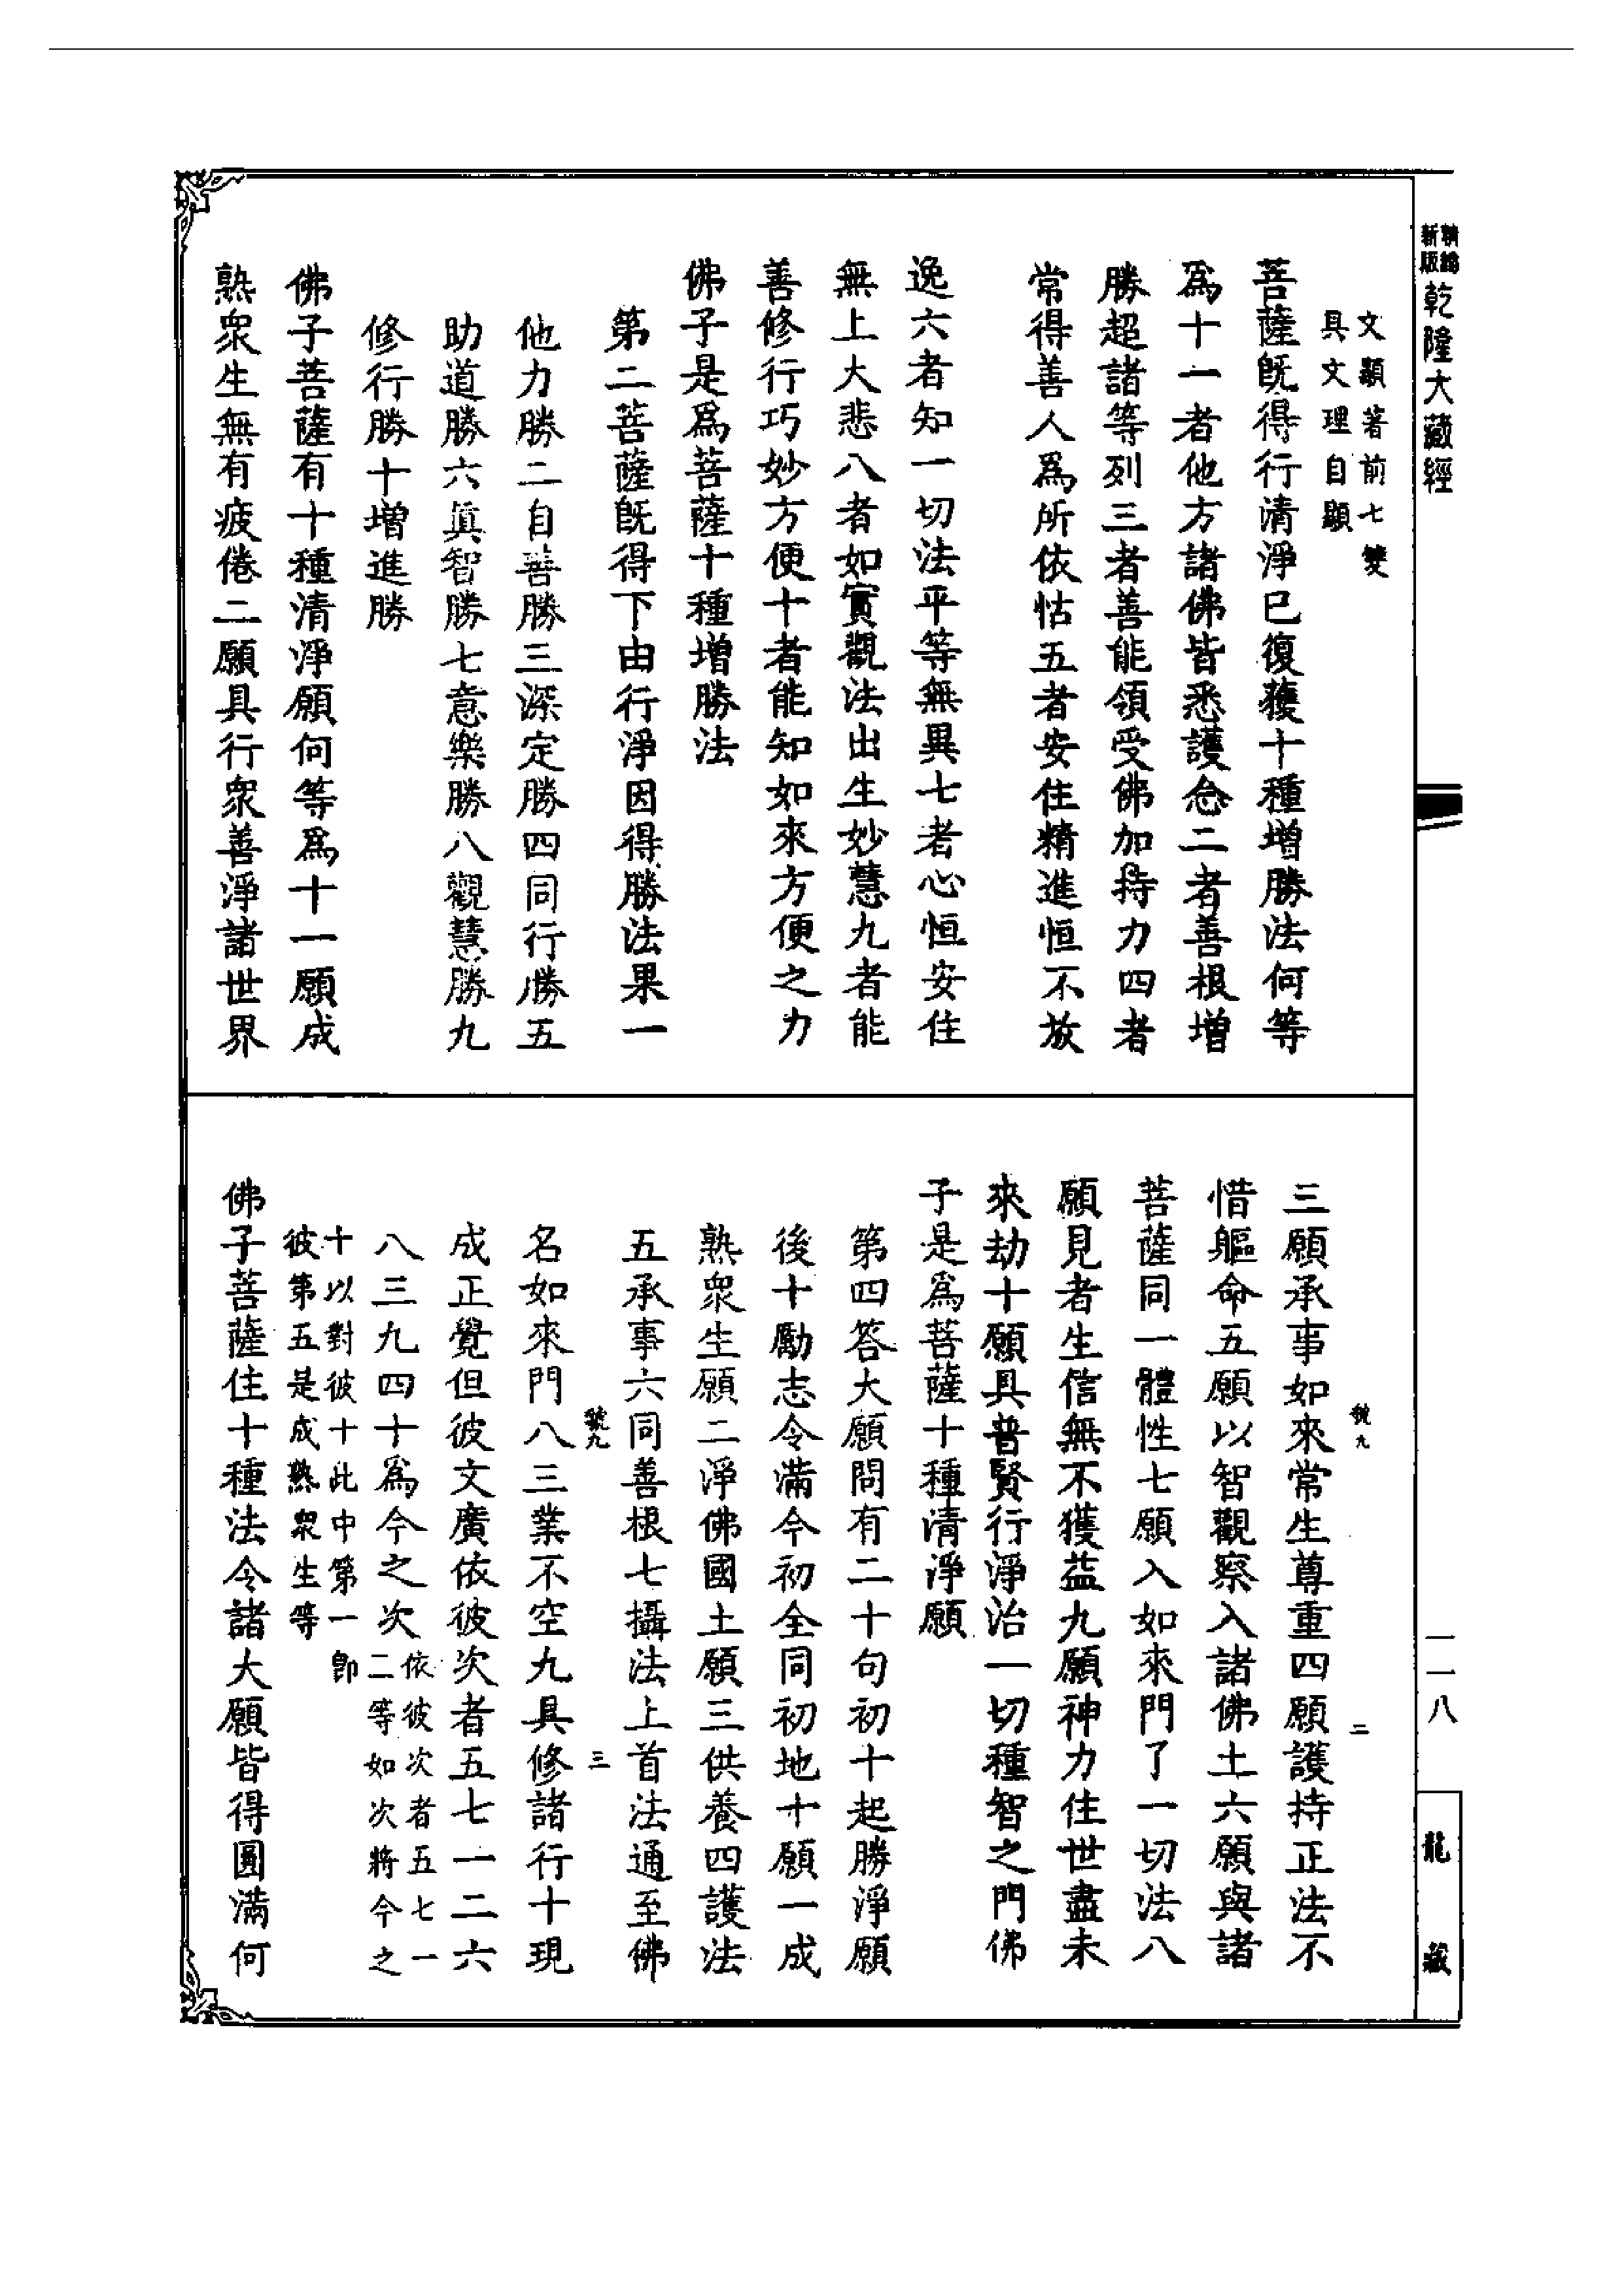 新編
新版
乾隆大藏經
一一八
龍藏
文顯著前七雙
具文理自顯
菩薩旣得行清淨已復獲十種增勝法何等
爲十一者他方諸佛皆悉護念二者善根增
勝超諸等列三者善能領受佛加持力四者
常得善人爲所依怙五者安住精進恒不放
逸六者知一切法平等無異七者心恒安住
無上大悲八者如實觀法出生妙慧九者能
善修行巧妙方便十者能知如來方便之力
佛子是爲菩薩十種增勝法
第二菩薩旣得下由行淨因得勝法果一
他力勝二自善勝三深定勝四同行勝五
助道勝六眞智勝七意樂勝八觀慧勝九
修行勝十增進勝
佛子菩薩有十種清淨願何等爲十一願成
熟衆生無有疲倦二願具行衆善淨諸世界
號九 二
三願承事如來常生尊重四願護持正法不
惜軀命五願以智觀察入諸佛土六願與諸
菩薩同一體性七願入如來門了一切法八
願見者生信無不獲益九願神力住世盡未
來劫十願具普賢行淨治一切種智之門佛
子是爲菩薩十種清淨願
第四答大願問有二十句初十起勝淨願
後十勵志令滿今初全同初地十願一成
熟衆生願二淨佛國土願三供養四護法
五承事六同善根七攝法上首法通至佛
號九 三
名如來門八三業不空九具修諸行十現
成正覺但彼文廣依彼次者五七一二六
八三九四十爲今之次
依彼次者五七一
二等如次將今之
十以對彼十此中第一卽
彼第五是成熟衆生等
佛子菩薩住十種法令諸大願皆得圓滿何